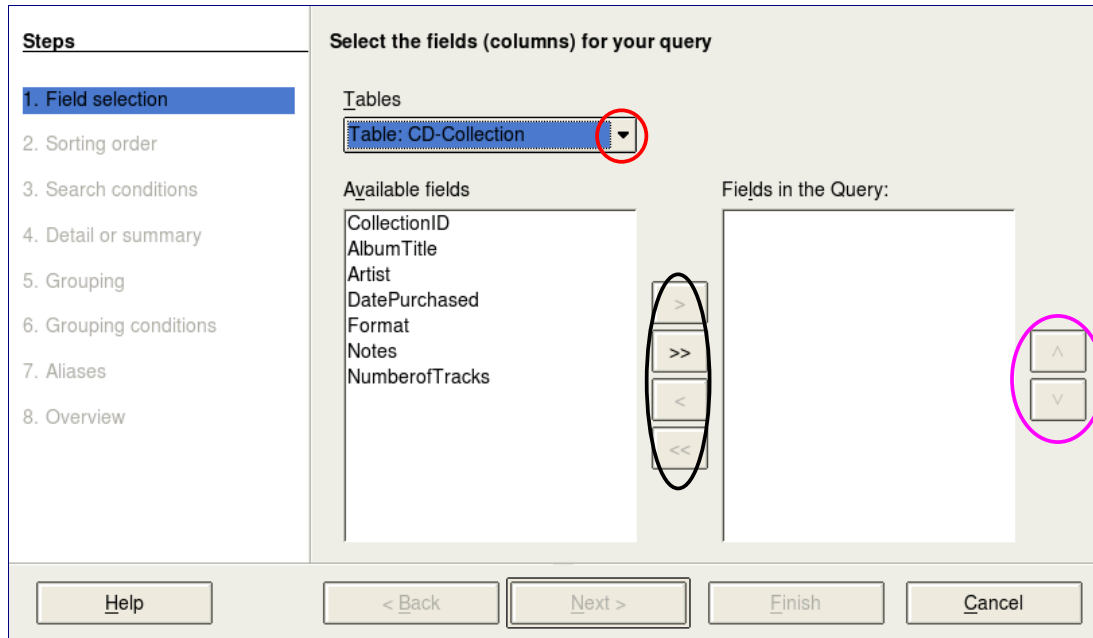 Steps
1. Field selection
2. Sorting order
3. Search conditions
4. Detail or summary
5. Grouping
6. Grouping conditions
7. Aliases
8. Overview
Select the fields (columns) for your query
Tables
Table: CD-Collection
Available fields
CollectionID
AlbumTitle
Artist
DatePurchased
Format
Notes
NumberofTracks
>
>>
<
<<
Fields in the Query:
^
v
Help
< Back
Next >
Finish
Cancel